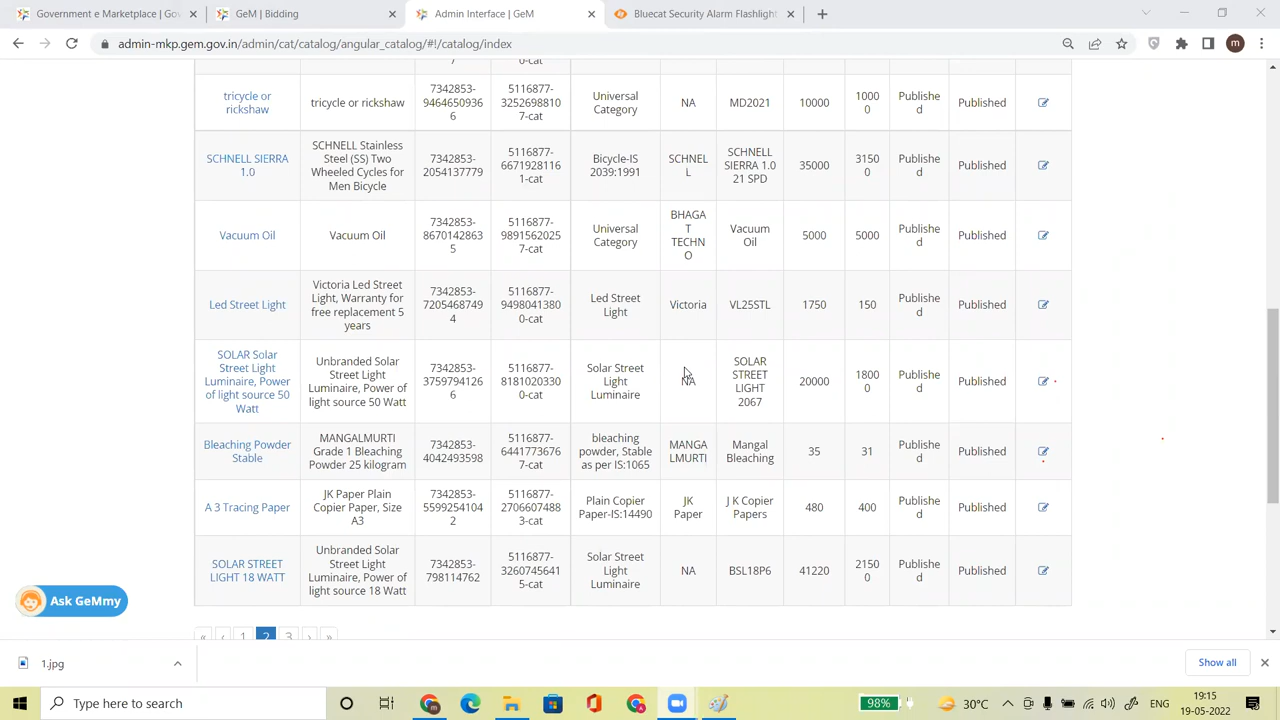 Government e Marketplace | Gov
GeM | Bidding
Admin Interface | GeM
Bluecat Security Alarm Flashlight
admin-mkp.gem.gov.in/admin/cat/catalog/angular_catalog/#!/catalog/index
m
7
0-cat
tricycle or rickshaw tricycle or rickshaw 7342853-94646509366 5116877-32526988107-cat Universal Category NA MD2021 10000 10000 Published Published
SCHNELL SIERRA 1.0 SCHNELL Stainless Steel (SS) Two Wheeled Cycles for Men Bicycle 7342853-2054137779 5116877-66719281161-cat Bicycle-IS 2039:1991 SCHNELL SCHNELL SIERRA 1.0 21 SPD 35000 31500 Published Published
Vacuum Oil Vacuum Oil 7342853-86701428635 5116877-98915620257-cat Universal Category BHAGAT TECHNO Vacuum Oil 5000 5000 Published Published
Led Street Light Victoria Led Street Light, Warranty for free replacement 5 years 7342853-72054687494 5116877-94980413800-cat Led Street Light Victoria VL25STL 1750 150 Published Published
SOLAR Solar Street Light Luminaire, Power of light source 50 Watt Unbranded Solar Street Light Luminaire, Power of light source 50 Watt 7342853-37597941266 5116877-81810203300-cat Solar Street Light Luminaire NA SOLAR STREET LIGHT 2067 20000 18000 Published Published
Bleaching Powder Stable MANGALMURTI Grade 1 Bleaching Powder 25 kilogram 7342853-4042493598 5116877-64417736767-cat bleaching powder, Stable as per IS:1065 MANGALMURTI Mangal Bleaching 35 31 Published Published
A 3 Tracing Paper JK Paper Plain Copier Paper, Size A3 7342853-55992541042 5116877-27066074883-cat Plain Copier Paper-IS:14490 JK Paper J K Copier Papers 480 400 Published Published
SOLAR STREET LIGHT 18 WATT Unbranded Solar Street Light Luminaire, Power of light source 18 Watt 7342853-798114762 5116877-32607456415-cat Solar Street Light Luminaire NA BSL18P6 41220 21500 Published Published
Ask GeMmy
« ‹ 1 2 3 › »
1.jpg
Show all
Type here to search
98%
30°C
ENG
19:15
19-05-2022